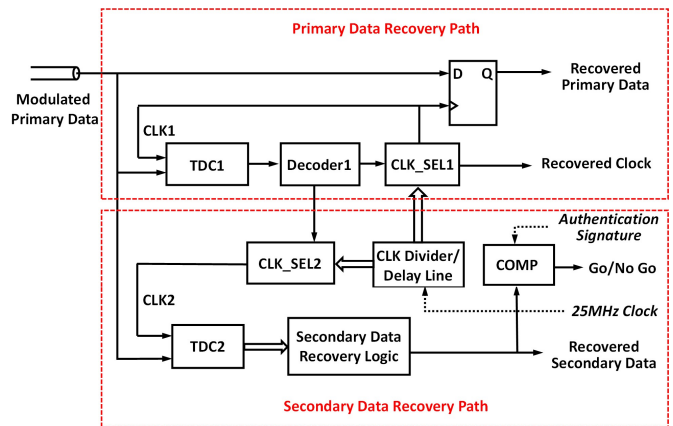 Primary Data Recovery Path
Modulated
Primary Data
D Q
Recovered
Primary Data
CLK1
TDC1
Decoder1
CLK_SEL1
Recovered Clock
Authentication
Signature
CLK_SEL2
CLK Divider/
Delay Line
COMP
Go/No Go
CLK2
25MHz Clock
TDC2
Secondary Data
Recovery Logic
Recovered
Secondary Data
Secondary Data Recovery Path